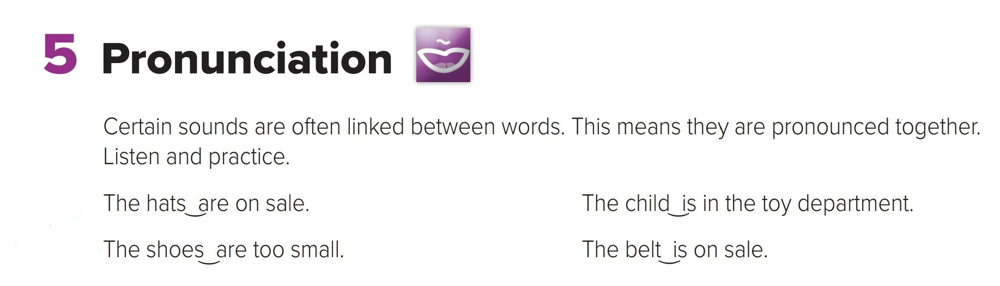 5 Pronunciation
Certain sounds are often linked between words. This means they are pronounced together.
Listen and practice.
The hats are on sale.
The child is in the toy department.
The shoes are too small.
The belt is on sale.